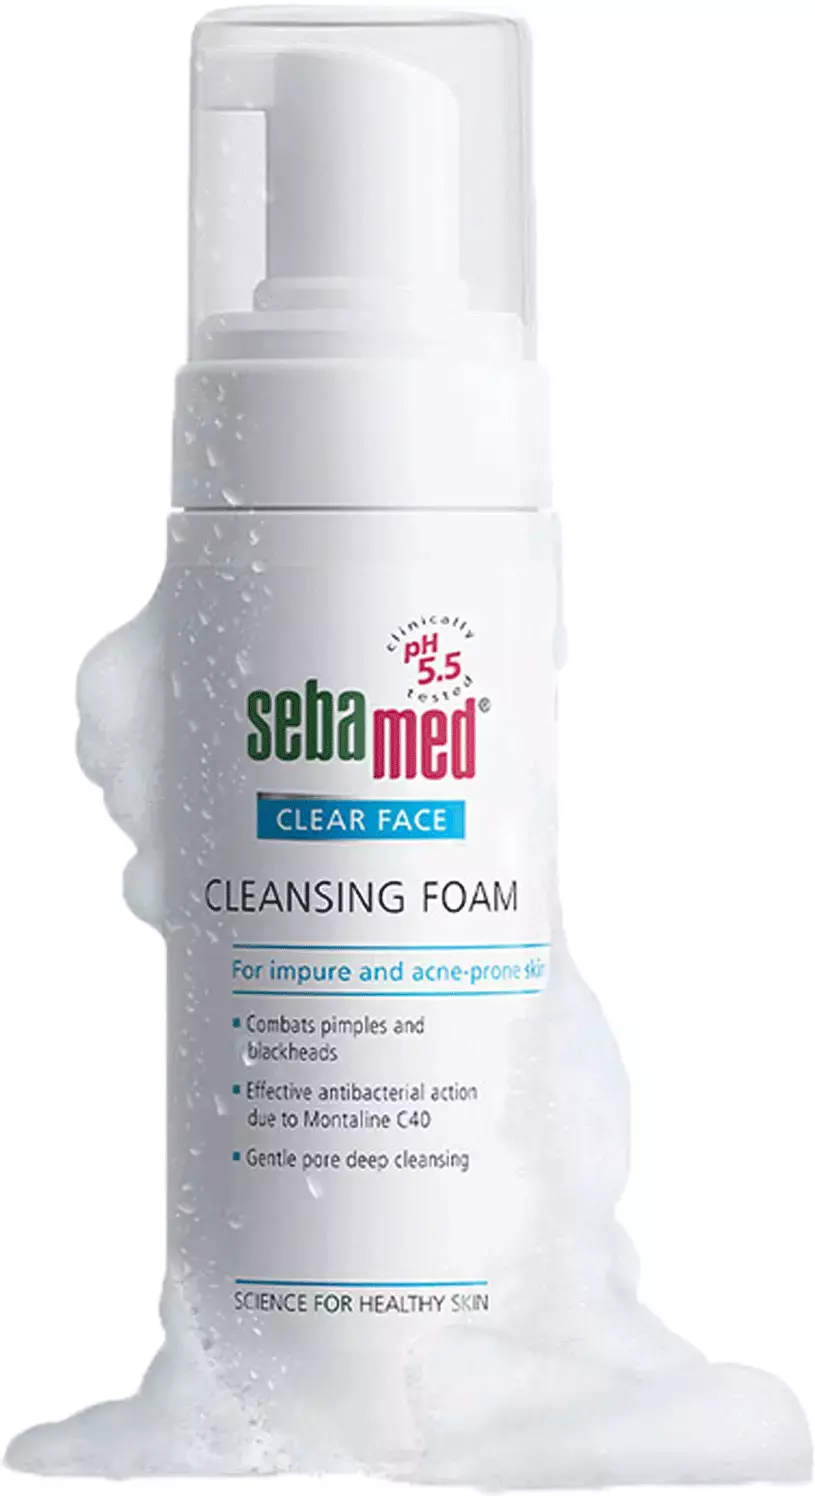 clinically
pH
5.5
tested
sebamed®
CLEAR FACE
CLEANSING FOAM
For impure and acne-prone skin
▪ Combats pimples and
blackheads
▪ Effective antibacterial action
due to Montaline C40
▪ Gentle pore deep cleansing
SCIENCE FOR HEALTHY SKIN